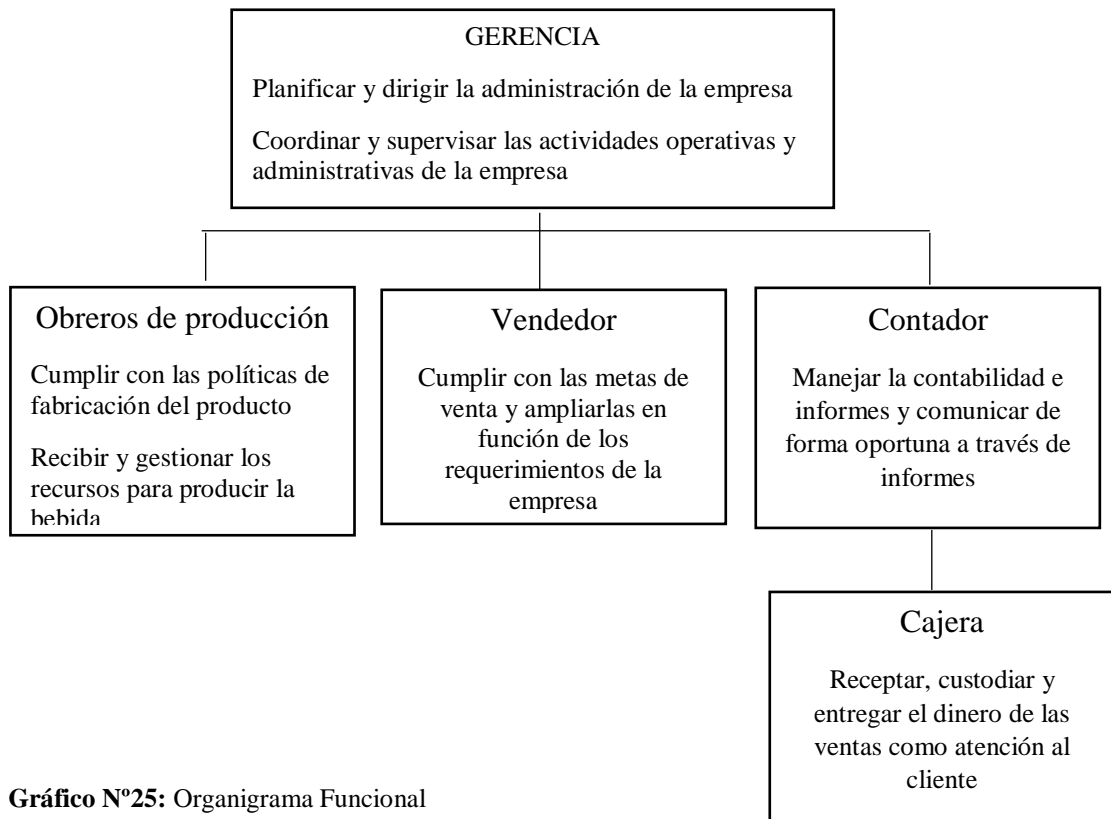 GERENCIA
Planificar y dirigir la administración de la empresa
Coordinar y supervisar las actividades operativas y
administrativas de la empresa
Obreros de producción
Cumplir con las políticas de
fabricación del producto
Recibir y gestionar los
recursos para producir la
bebida
Vendedor
Cumplir con las metas de
venta y ampliarlas en
función de los
requerimientos de la
empresa
Contador
Manejar la contabilidad e
informes y comunicar de
forma oportuna a través de
informes
Cajera
Receptar, custodiar y
entregar el dinero de las
ventas como atención al
cliente
Gráfico Nº25: Organigrama Funcional